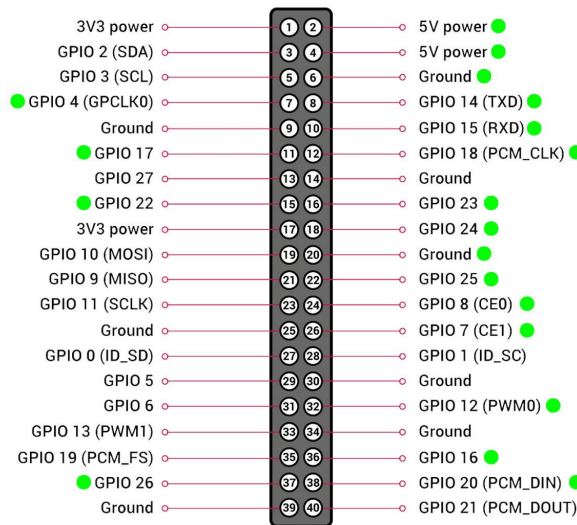 3V3 power 1 2 5V power
GPIO 2 (SDA) 3 4 5V power
GPIO 3 (SCL) 5 6 Ground
GPIO 4 (GPCLK0) 7 8 GPIO 14 (TXD)
Ground 9 10 GPIO 15 (RXD)
GPIO 17 11 12 GPIO 18 (PCM_CLK)
GPIO 27 13 14 Ground
GPIO 22 15 16 GPIO 23
3V3 power 17 18 GPIO 24
GPIO 10 (MOSI) 19 20 Ground
GPIO 9 (MISO) 21 22 GPIO 25
GPIO 11 (SCLK) 23 24 GPIO 8 (CE0)
Ground 25 26 GPIO 7 (CE1)
GPIO 0 (ID_SD) 27 28 GPIO 1 (ID_SC)
GPIO 5 29 30 Ground
GPIO 6 31 32 GPIO 12 (PWM0)
GPIO 13 (PWM1) 33 34 Ground
GPIO 19 (PCM_FS) 35 36 GPIO 16
GPIO 26 37 38 GPIO 20 (PCM_DIN)
Ground 39 40 GPIO 21 (PCM_DOUT)